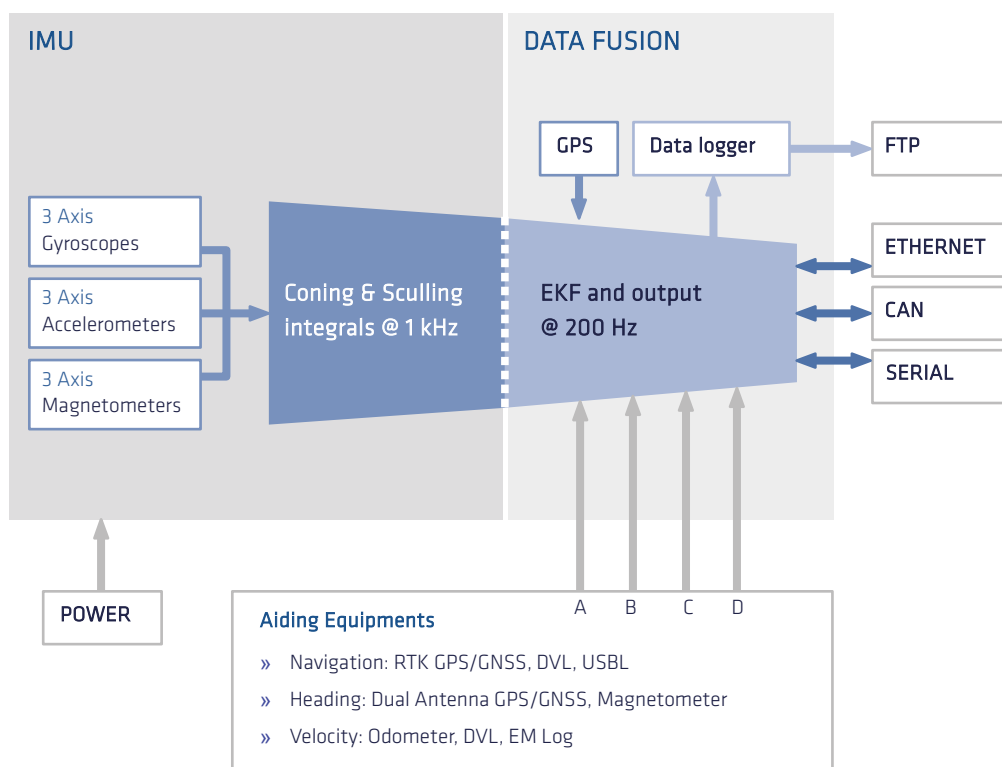 IMU
DATA FUSION
GPS
Data logger
FTP
3 Axis
Gyroscopes
3 Axis
Accelerometers
3 Axis
Magnetometers
Coning & Sculling
integrals @ 1 kHz
EKF and output
@ 200 Hz
ETHERNET
CAN
SERIAL
POWER
A B C D
Aiding Equipments
» Navigation: RTK GPS/GNSS, DVL, USBL
» Heading: Dual Antenna GPS/GNSS, Magnetometer
» Velocity: Odometer, DVL, EM Log